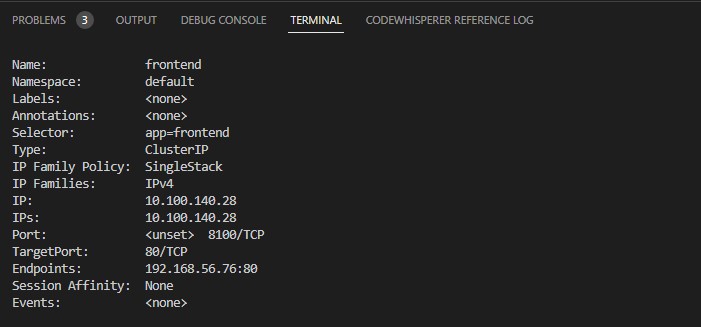 PROBLEMS 3 OUTPUT DEBUG CONSOLE TERMINAL CODEWHISPERER REFERENCE LOG
Name: frontend
Namespace: default
Labels: <none>
Annotations: <none>
Selector: app=frontend
Type: ClusterIP
IP Family Policy: SingleStack
IP Families: IPv4
IP: 10.100.140.28
IPs: 10.100.140.28
Port: <unset> 8100/TCP
TargetPort: 80/TCP
Endpoints: 192.168.56.76:80
Session Affinity: None
Events: <none>